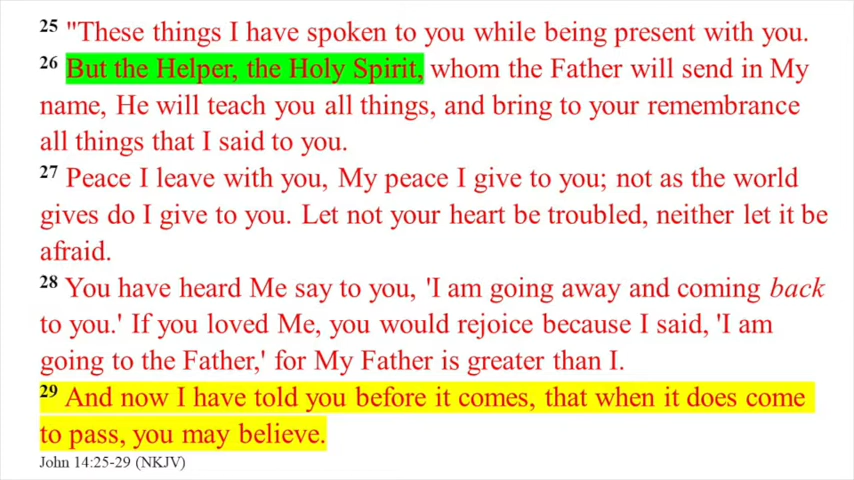 25 "These things I have spoken to you while being present with you.
26 But the Helper, the Holy Spirit, whom the Father will send in My
name, He will teach you all things, and bring to your remembrance
all things that I said to you.
27 Peace I leave with you, My peace I give to you; not as the world
gives do I give to you. Let not your heart be troubled, neither let it be
afraid.
28 You have heard Me say to you, 'I am going away and coming back
to you.' If you loved Me, you would rejoice because I said, 'I am
going to the Father,' for My Father is greater than I.
29 And now I have told you before it comes, that when it does come
to pass, you may believe.
John 14:25-29 (NKJV)